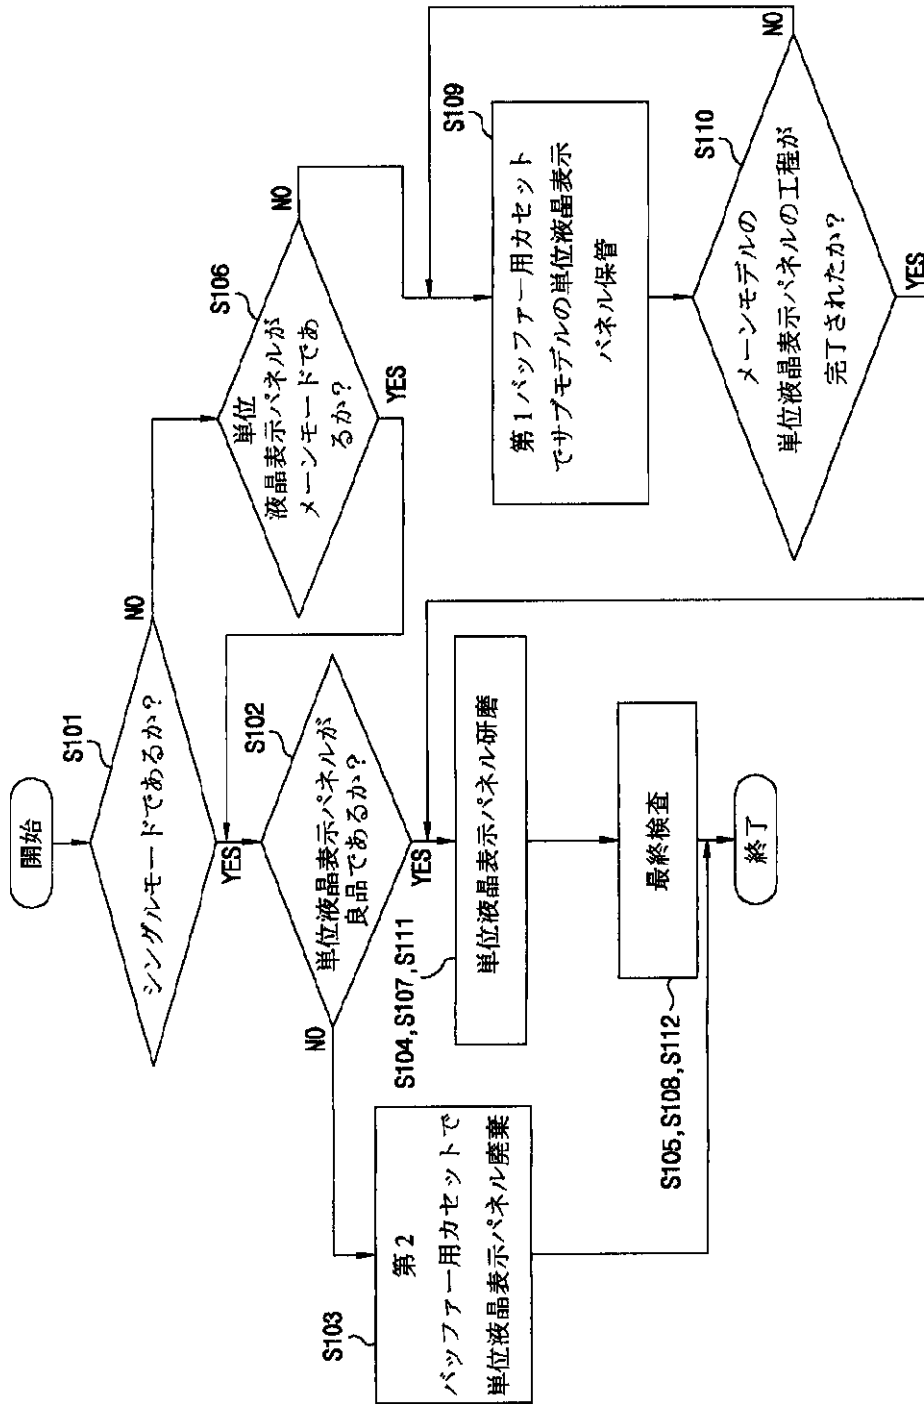 開始
S101
シングルモードであるか?
NO
YES
S106
単位
液晶表示パネルが
メーンモードであ
るか?
NO
YES
S102
単位液晶表示パネルが
良品であるか?
NO
YES
S103
第2
バッファー用カセットで
単位液晶表示パネル廃棄
S104,S107,S111
単位液晶表示パネル研磨
S105,S108,S112
最終検査
終了
S109
第1バッファー用カセット
でサブモデルの単位液晶表示
パネル保管
S110
メーンモデルの
単位液晶表示パネルの工程が
完了されたか?
NO
YES